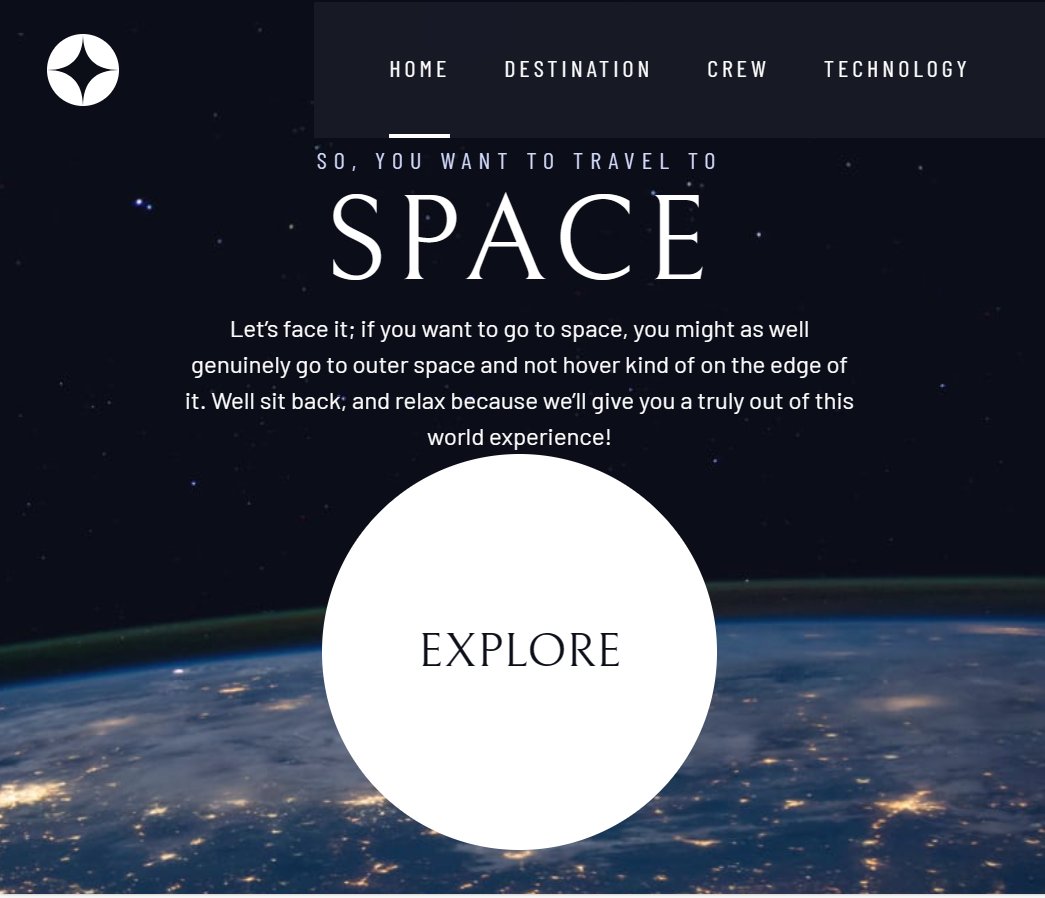 HOME DESTINATION CREW TECHNOLOGY
SO, YOU WANT TO TRAVEL TO
SPACE
Let’s face it; if you want to go to space, you might as well
genuinely go to outer space and not hover kind of on the edge of
it. Well sit back, and relax because we’ll give you a truly out of this
world experience!
EXPLORE